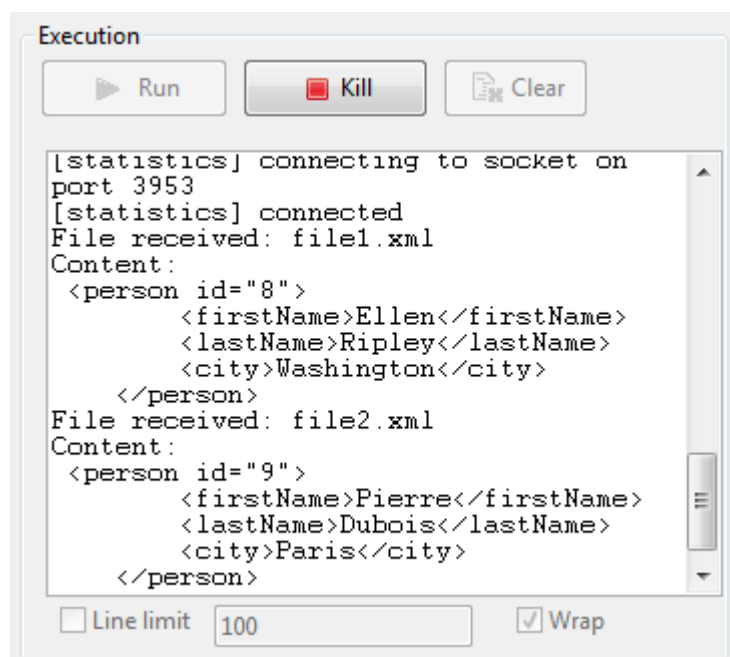 Execution
Run Kill Clear
[statistics] connecting to socket on
port 3953
[statistics] connected
File received: file1.xml
Content:
 <person id="8">
        <firstName>Ellen</firstName>
        <lastName>Ripley</lastName>
        <city>Washington</city>
    </person>
File received: file2.xml
Content:
 <person id="9">
        <firstName>Pierre</firstName>
        <lastName>Dubois</lastName>
        <city>Paris</city>
    </person>
Line limit 100 Wrap